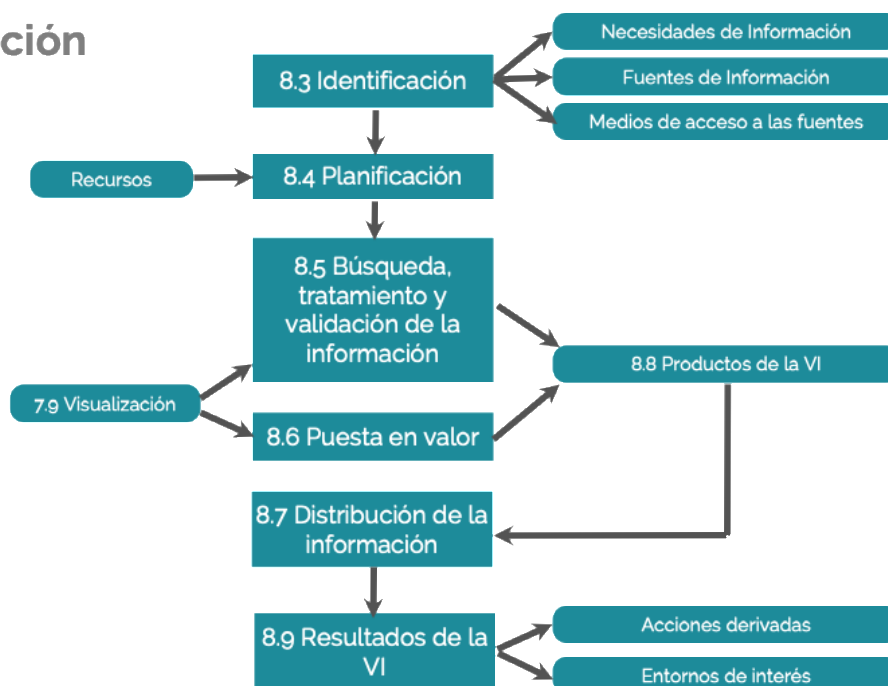 ción
Necesidades de Información
8.3 Identificación
Fuentes de Información
Medios de acceso a las fuentes
Recursos
8.4 Planificación
8.5 Búsqueda,
tratamiento y
validación de la
información
8.8 Productos de la VI
7.9 Visualización
8.6 Puesta en valor
8.7 Distribución de la
información
8.9 Resultados de la
VI
Acciones derivadas
Entornos de interés